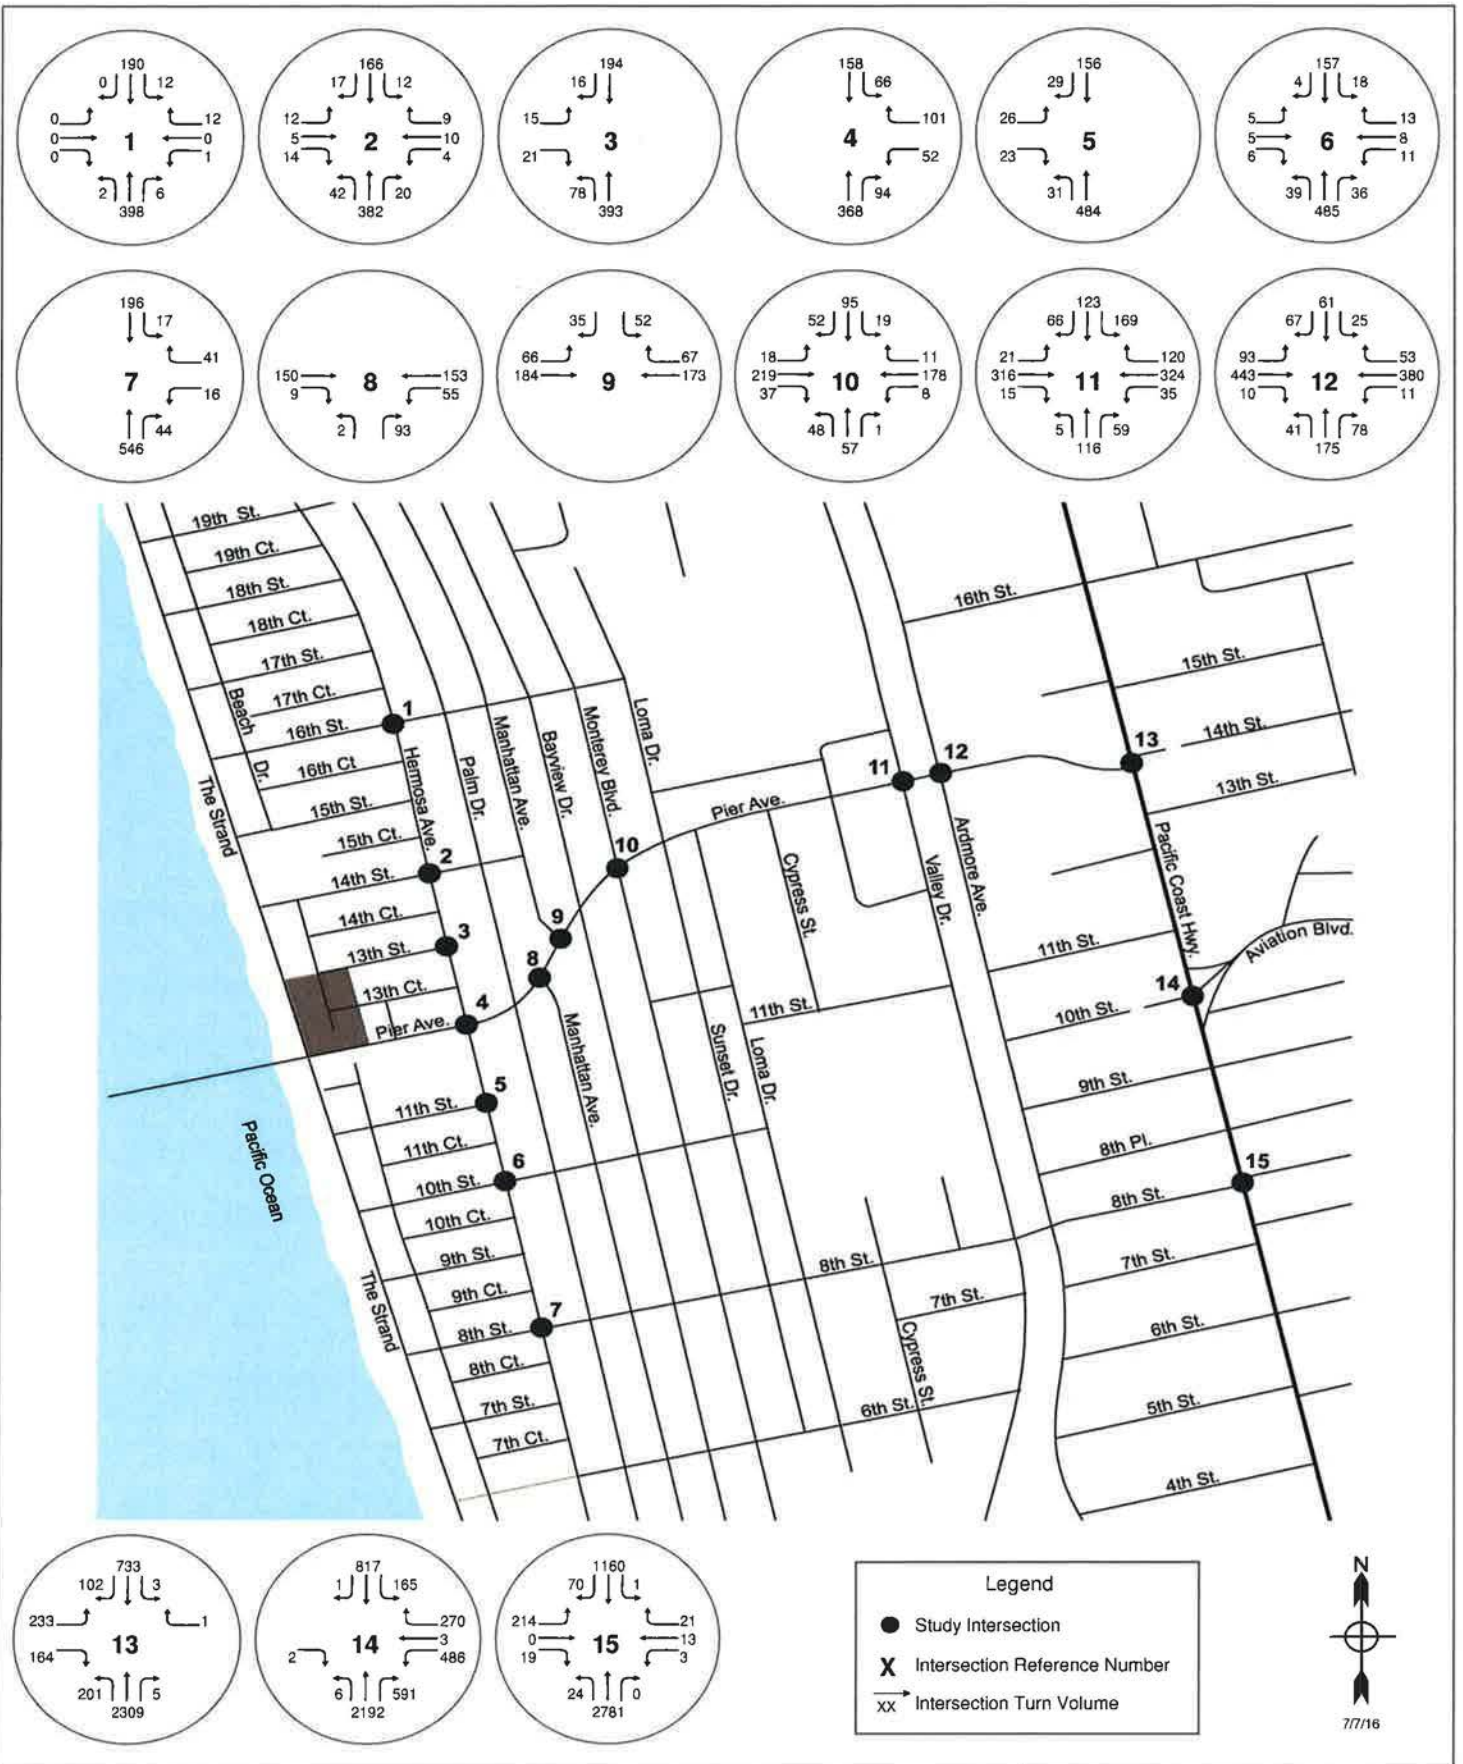 190
0 12
0 12
0 1 0
0 1
2 6
398
166
17 12
12 9
5 2 10
14 4
42 20
382
194
16
15
3
21
78
393
158
66
101
4
52
94
368
156
29
26
5
23
31
484
157
4 18
5 13
5 6 8
6 11
39 36
485
196
17
41
7
16
44
546
150 8 153
9 55
2 93
35 52
66 67
184 9 173
95
52 19
18 11
219 10 178
37 8
48 1
57
123
66 169
21 120
316 11 324
15 35
5 59
116
61
67 25
93 53
443 12 380
10 11
41 78
175
19th St.
19th Ct.
18th St.
18th Ct.
17th St.
17th Ct.
16th St.
16th Ct
15th St.
15th Ct.
14th St.
14th Ct.
13th St.
13th Ct.
Pier Ave.
11th St.
11th Ct.
10th St.
10th Ct.
9th St.
9th Ct.
8th St.
8th Ct.
7th St.
7th Ct.
Beach Dr.
The Strand
The Strand
Pacific Ocean
Hermosa Ave.
Palm Dr.
Manhattan Ave.
Bayview Dr.
Monterey Blvd.
Loma Dr.
Manhattan Ave.
Sunset Dr.
Loma Dr.
Pier Ave.
Cypress St.
11th St.
8th St.
7th St.
Cypress St.
6th St.
Valley Dr.
Ardmore Ave.
Pacific Coast Hwy.
Aviation Blvd.
16th St.
15th St.
14th St.
13th St.
11th St.
10th St.
9th St.
8th Pl.
8th St.
7th St.
6th St.
5th St.
4th St.
1
2
3
4
5
6
7
8
9
10
11
12
13
14
15
733
102 3
233 1
13
164
201 5
2309
817
1 165
270
14 3
2 486
6 591
2192
1160
70 1
214 21
0 15 13
19 3
24 0
2781
Legend
Study Intersection
X Intersection Reference Number
xx Intersection Turn Volume
N
7/7/16